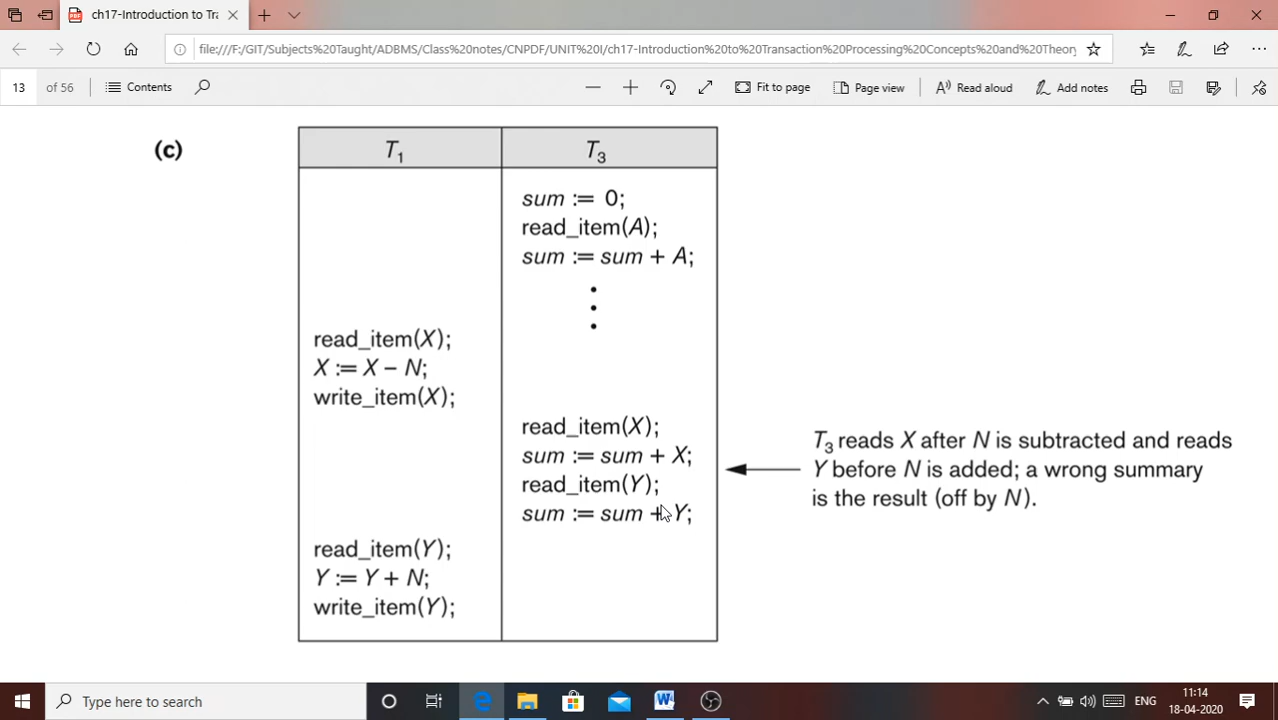 ch17-Introduction to Tra
file:///F:/GIT/Subjects%20Taught/ADBMS/Class%20notes/CNPDF/UNIT%20I/ch17-Introduction%20to%20Transaction%20Processing%20Concepts%20and%20Theory
13 of 56 Contents Fit to page Page view Read aloud Add notes
(c)
T1 T3
sum := 0;
read_item(A);
sum := sum + A;
read_item(X);
X := X – N;
write_item(X);
read_item(X);
sum := sum + X;
read_item(Y);
sum := sum + Y;
T3 reads X after N is subtracted and reads
Y before N is added; a wrong summary
is the result (off by N).
read_item(Y);
Y := Y + N;
write_item(Y);
Type here to search
ENG
11:14
18-04-2020